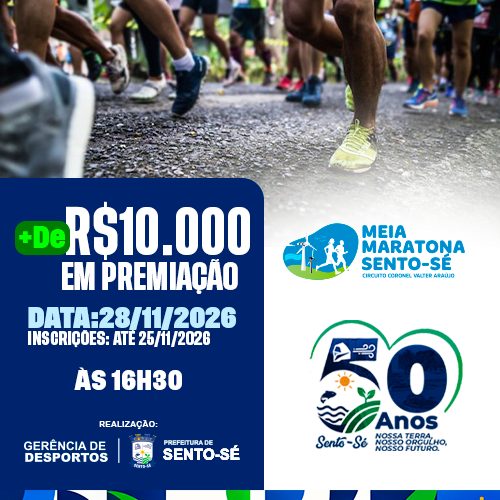 +De R$10.000
EM PREMIAÇÃO
DATA:28/11/2026
INSCRIÇÕES: ATÉ 25/11/2026
ÀS 16H30
REALIZAÇÃO:
GERÊNCIA DE
DESPORTOS
PREFEITURA DE
SENTO-SÉ
SENTO-SÉ
MEIA
MARATONA
SENTO-SÉ
CIRCUITO CORONEL VALTER ARAÚJO
50
Anos
Sento-Sé
NOSSA TERRA,
NOSSO ORGULHO,
NOSSO FUTURO.